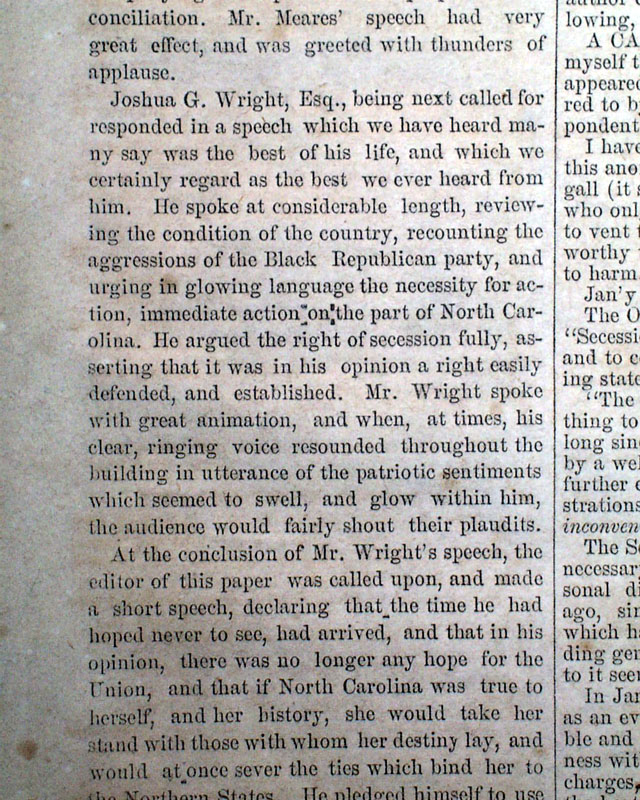 conciliation. Mr. Meares' speech had very
great effect, and was greeted with thunders of
applause.
Joshua G. Wright, Esq., being next called for
responded in a speech which we have heard ma-
ny say was the best of his life, and which we
certainly regard as the best we ever heard from
him. He spoke at considerable length, review-
ing the condition of the country, recounting the
aggressions of the Black Republican party, and
urging in glowing language the necessity for ac-
tion, immediate action on the part of North Car-
olina. He argued the right of secession fully, as-
serting that it was in his opinion a right easily
defended, and established. Mr. Wright spoke
with great animation, and when, at times, his
clear, ringing voice resounded throughout the
building in utterance of the patriotic sentiments
which seemed to swell, and glow within him,
the audience would fairly shout their plaudits.
At the conclusion of Mr. Wright's speech, the
editor of this paper was called upon, and made
a short speech, declaring that the time he had
hoped never to see, had arrived, and that in his
opinion, there was no longer any hope for the
Union, and that if North Carolina was true to
herself, and her history, she would take her
stand with those with whom her destiny lay, and
would at once sever the ties which bind her to
the Northern States. He pledged himself to use
lowing,
A CA
myself t
appeared
red to b
pondent
I have
this ano
gall (it s
who onl
to vent t
worthy
to harm
Jan'y
The O
"Secessi
and to c
ing state
"The
thing to
long sin
by a we
further e
strations
inconven
The Se
necessar
sonal di
ago, sin
which ha
ding gen
to it see
In Jan
as an ev
ble and
ness wit
charges,